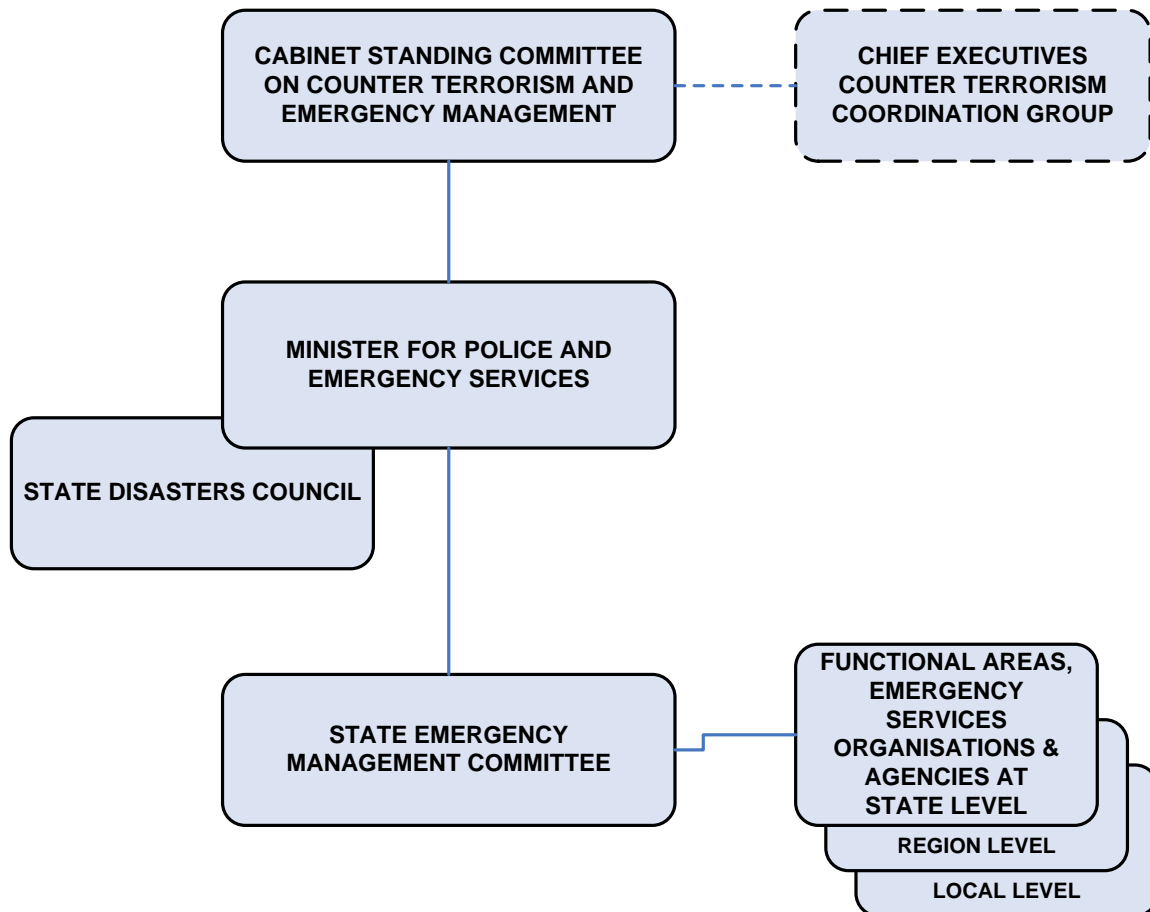 CABINET STANDING COMMITTEE
ON COUNTER TERRORISM AND
EMERGENCY MANAGEMENT
CHIEF EXECUTIVES
COUNTER TERRORISM
COORDINATION GROUP
MINISTER FOR POLICE AND
EMERGENCY SERVICES
STATE DISASTERS COUNCIL
STATE EMERGENCY
MANAGEMENT COMMITTEE
FUNCTIONAL AREAS,
EMERGENCY
SERVICES
ORGANISATIONS &
AGENCIES AT
STATE LEVEL
REGION LEVEL
LOCAL LEVEL